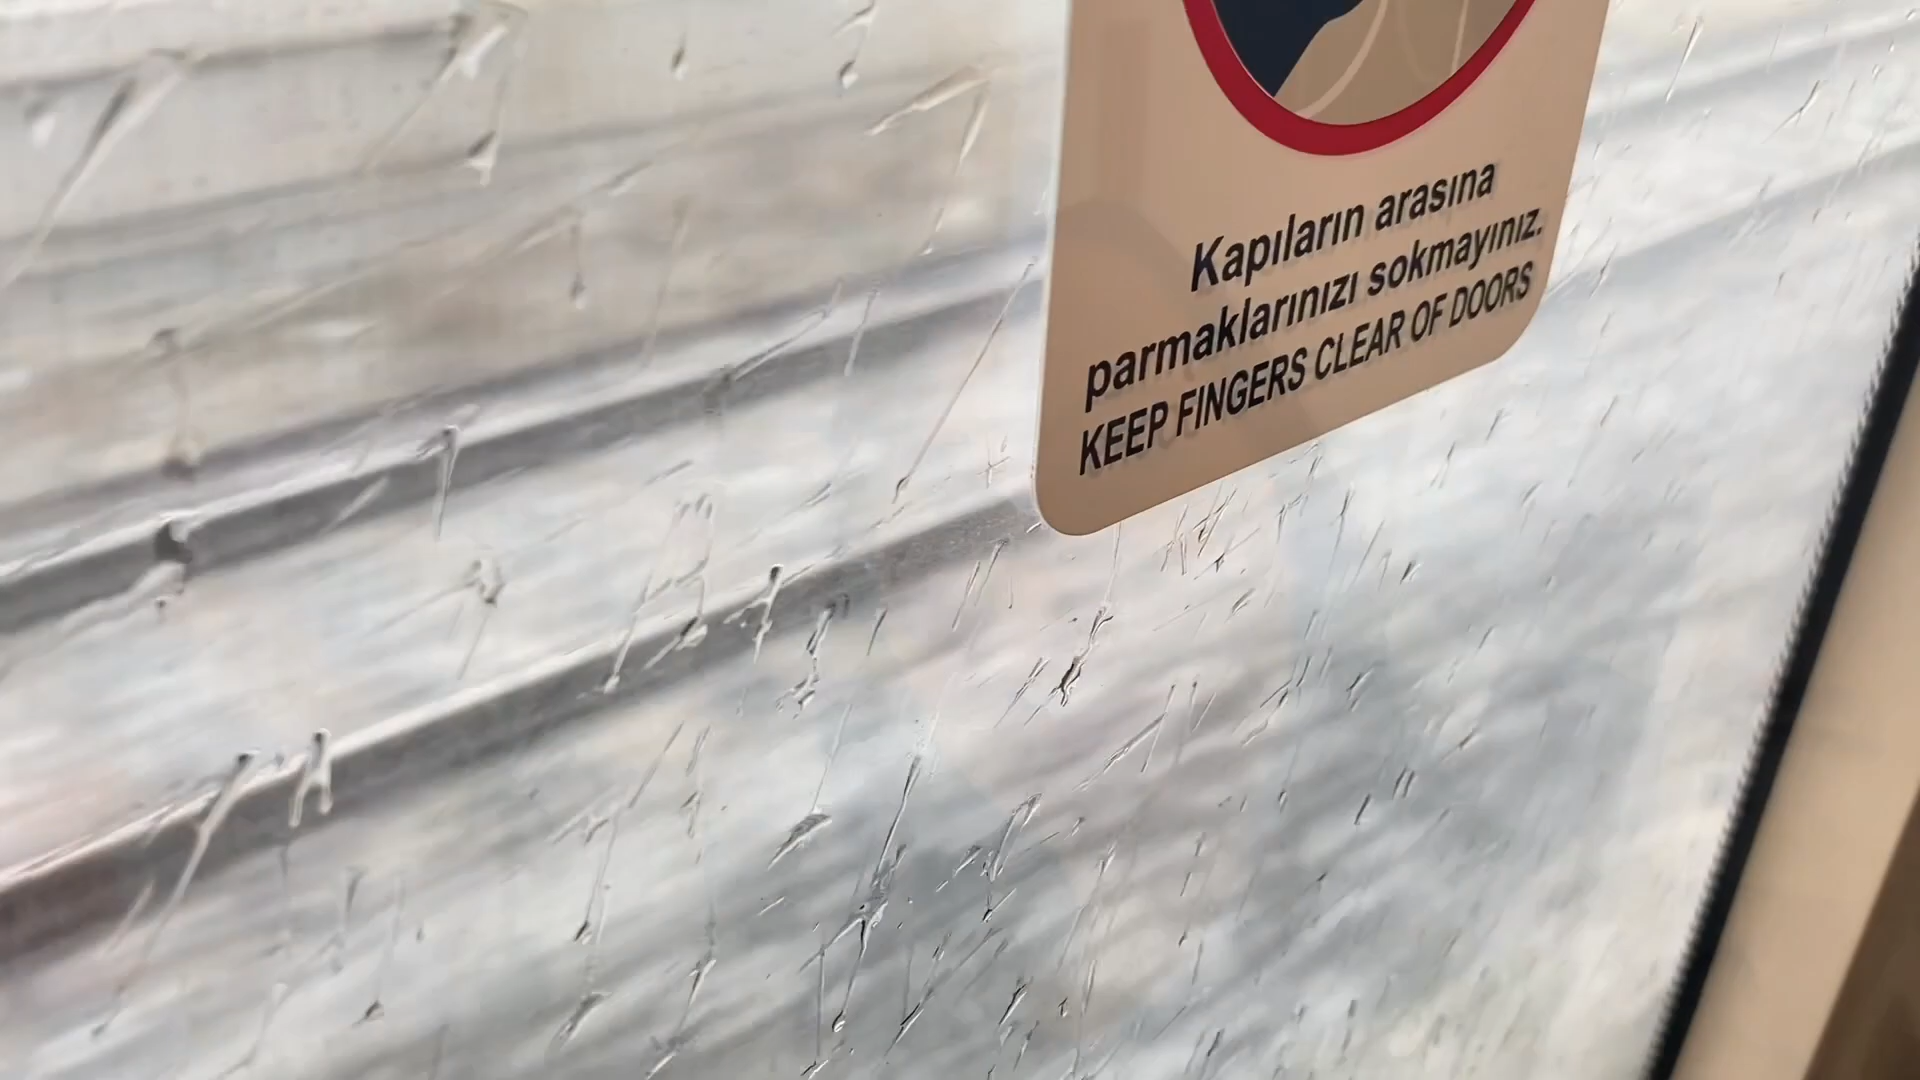 Kapıların arasına
parmaklarınızı sokmayınız.
KEEP FINGERS CLEAR OF DOORS